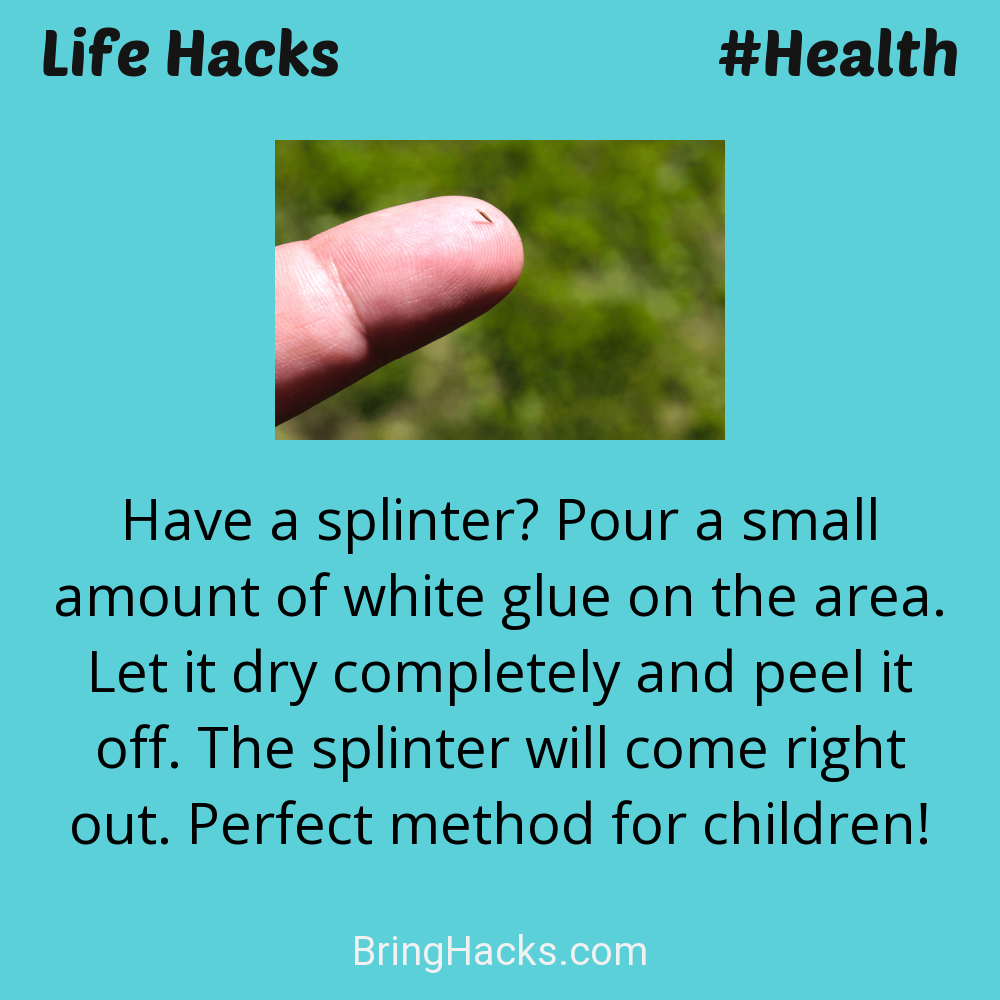 Life Hacks #Health
Have a splinter? Pour a small
amount of white glue on the area.
Let it dry completely and peel it
off. The splinter will come right
out. Perfect method for children!
BringHacks.com